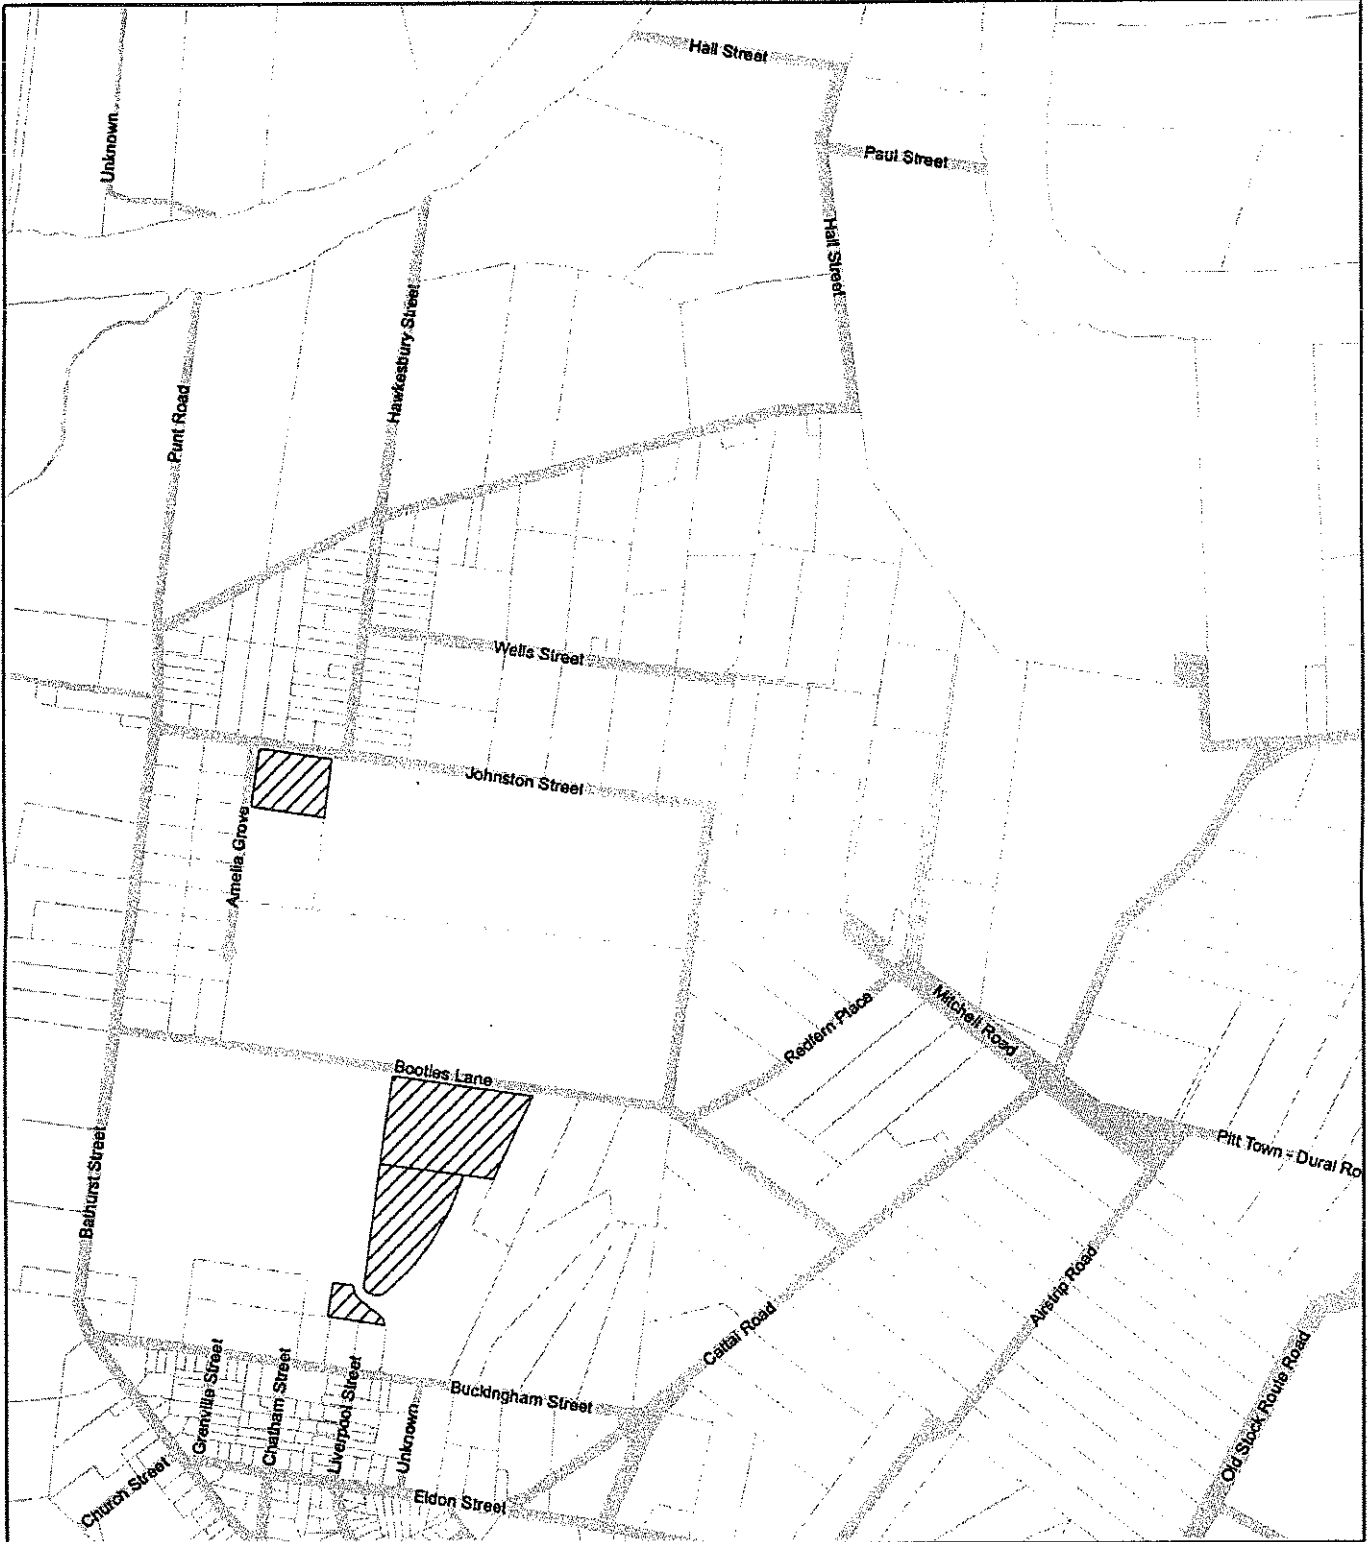 Hall Street
Unknown
Paul Street
Hall Street
Hawkesbury Street
Punt Road
Wells Street
Johnston Street
Amelia Grove
Redfern Place
Mitchell Road
Booties Lane
Pitt Town - Dural Ro
Bathurst Street
Airstrip Road
Cattai Road
Old Stock Route Road
Grenville Street
Chatham Street
Liverpool Street
Buckingham Street
Unknown
Church Street
Eldon Street